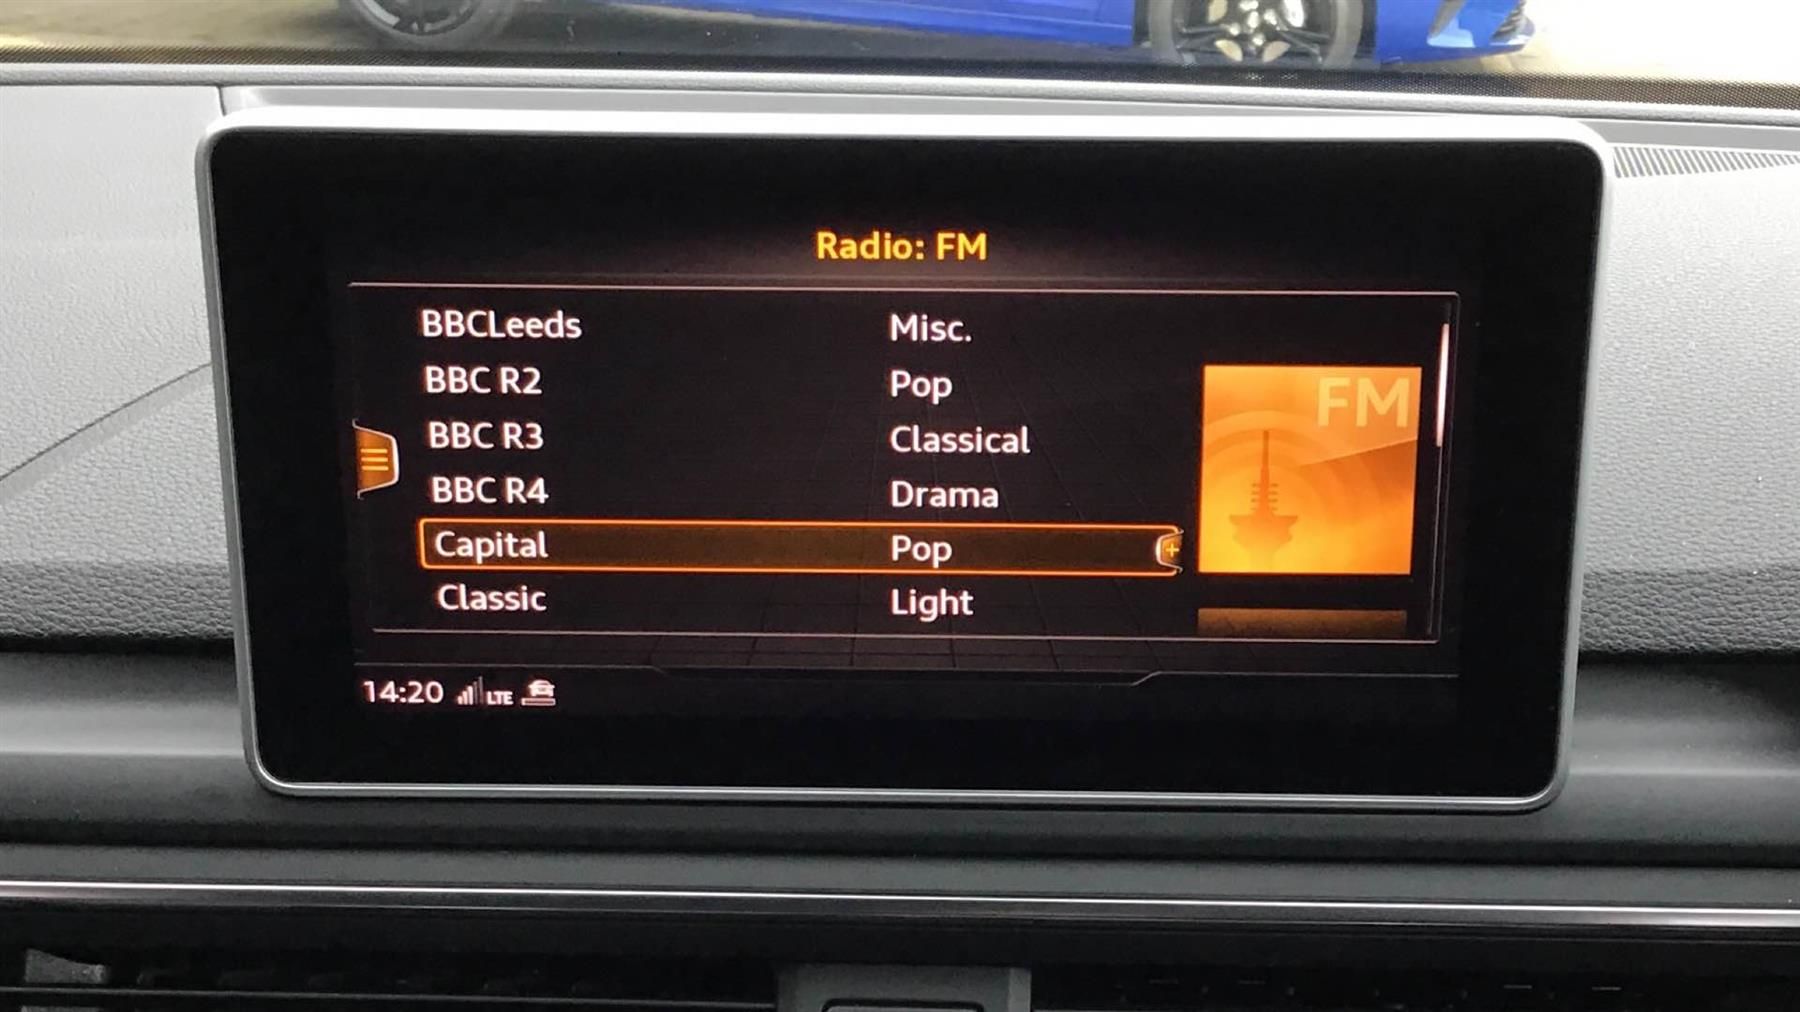 Radio: FM
BBCLeeds Misc.
BBC R2 Pop
FM
BBC R3 Classical
BBC R4 Drama
Capital Pop
Classic Light
14:20 LTE